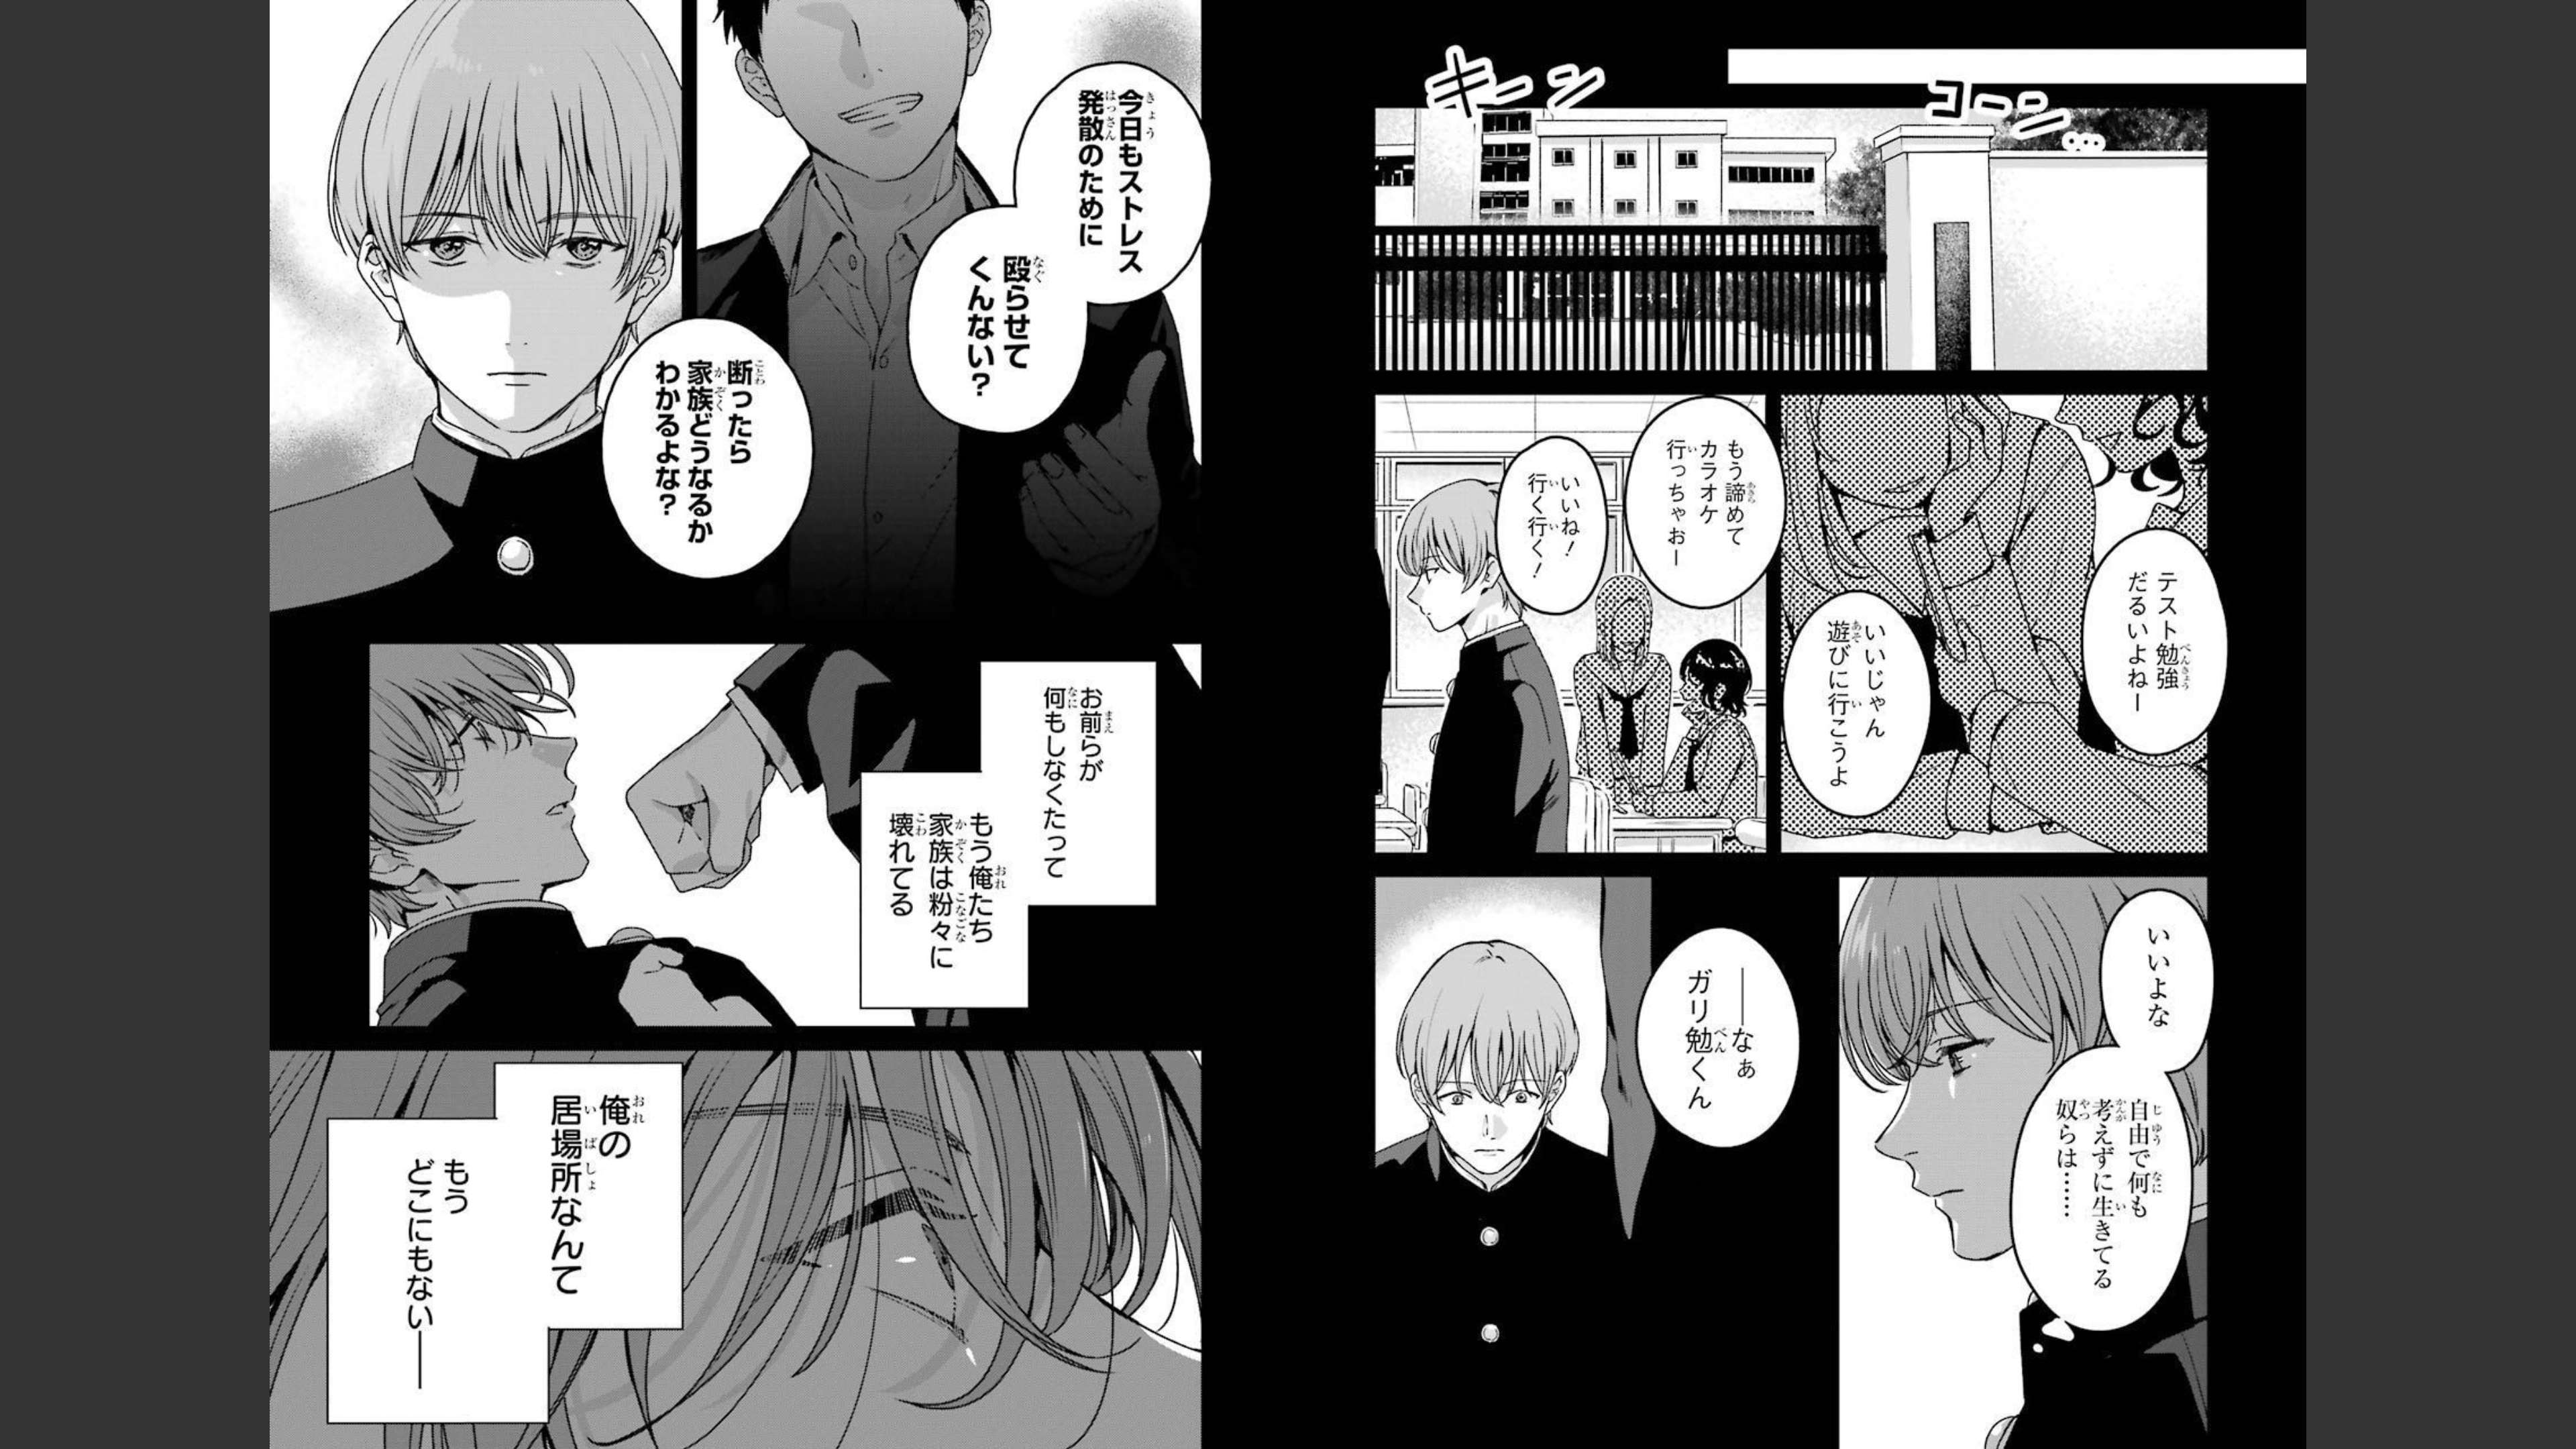 キーン
コーン…
テスト勉強
だるいよねー
いいじゃん
遊びに行こうよ
もう諦めて
カラオケ
行っちゃおー
いいね!
行く行く!
いいよな
自由で何も
考えずに生きてる
奴らは……
──なぁ
ガリ勉くん
今日もストレス
発散のために
殴らせて
くんない?
断ったら
家族どうなるか
わかるよな?
お前らが
何もしなくたって
もう俺たち
家族は粉々に
壊れてる
俺の
居場所なんて
もう
どこにもない──